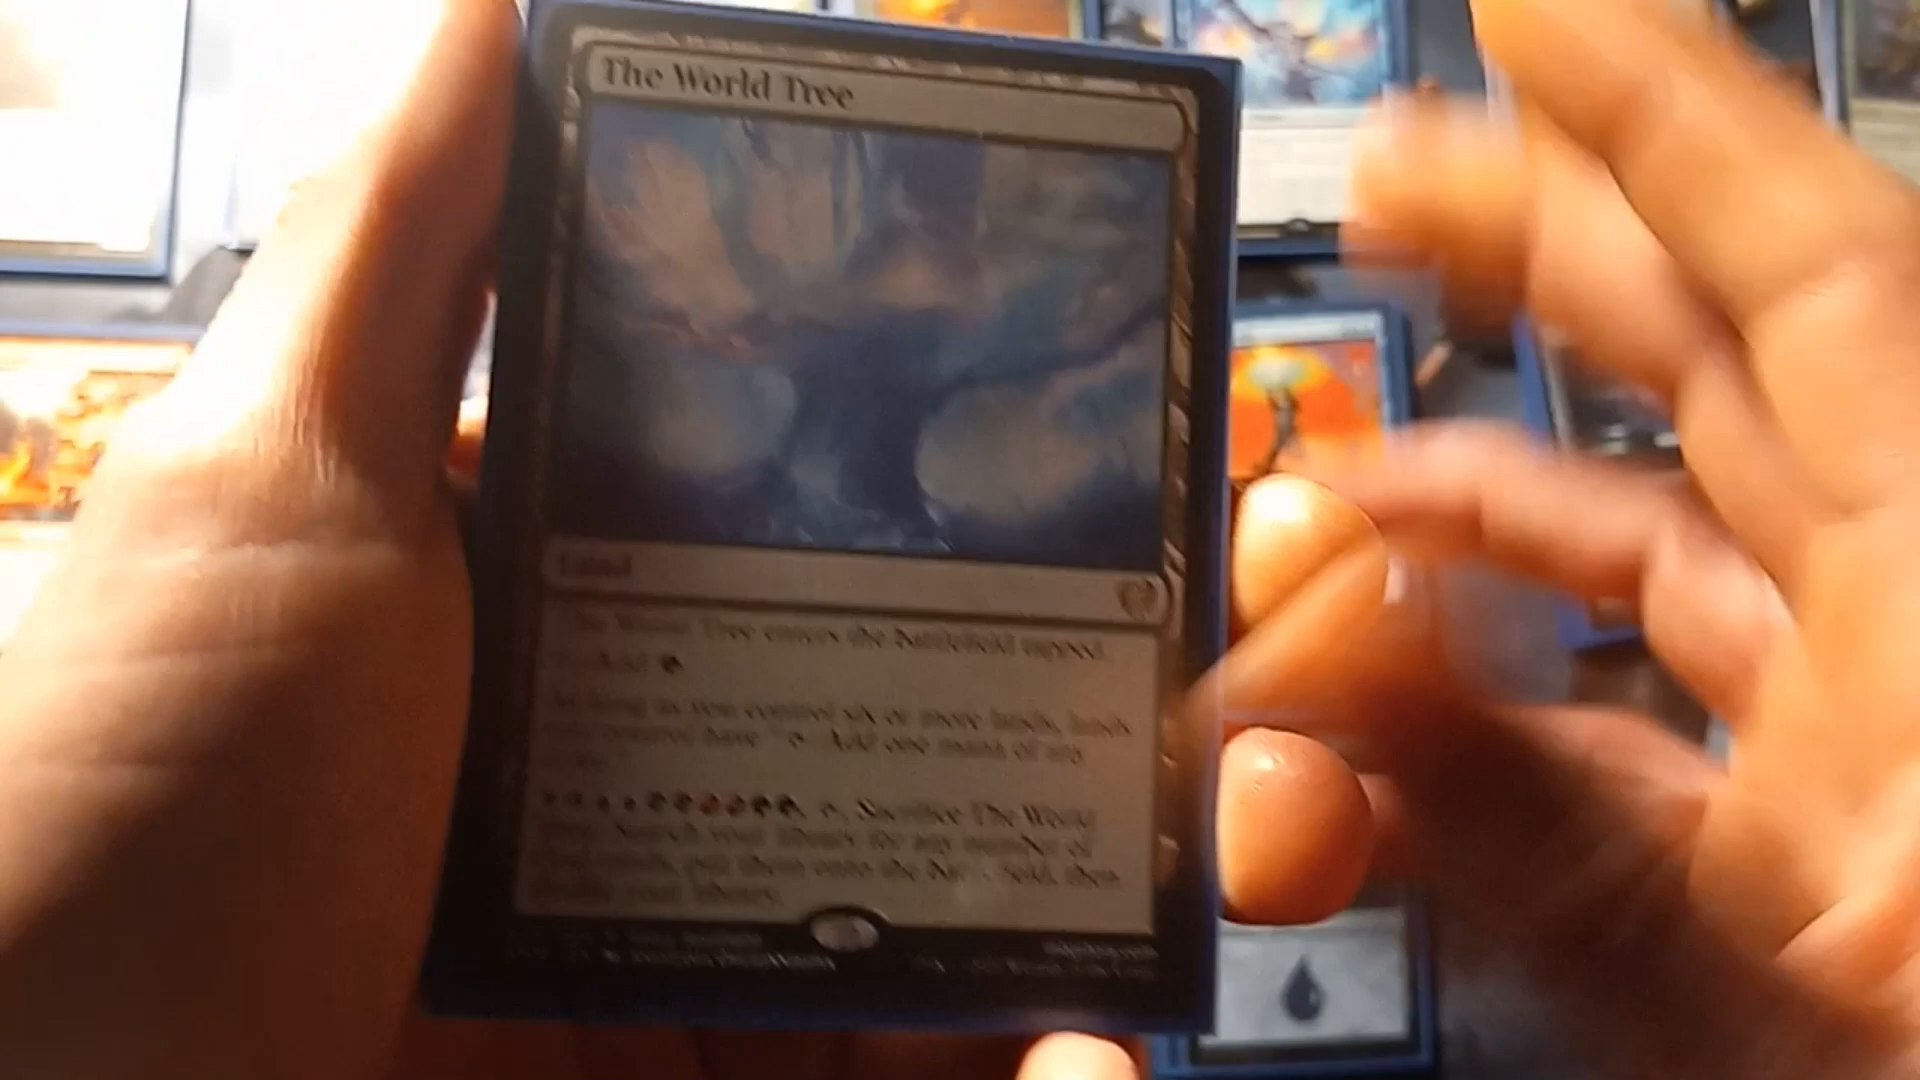 The World Tree
Land
The World Tree enters the battlefield tapped.
Add
As long as you control six or more lands, lands
you control have " : Add one mana of any
, , Sacrifice The World
Tree: Search your library for any number of
God cards, put them onto the battlefield, then
shuffle your library.